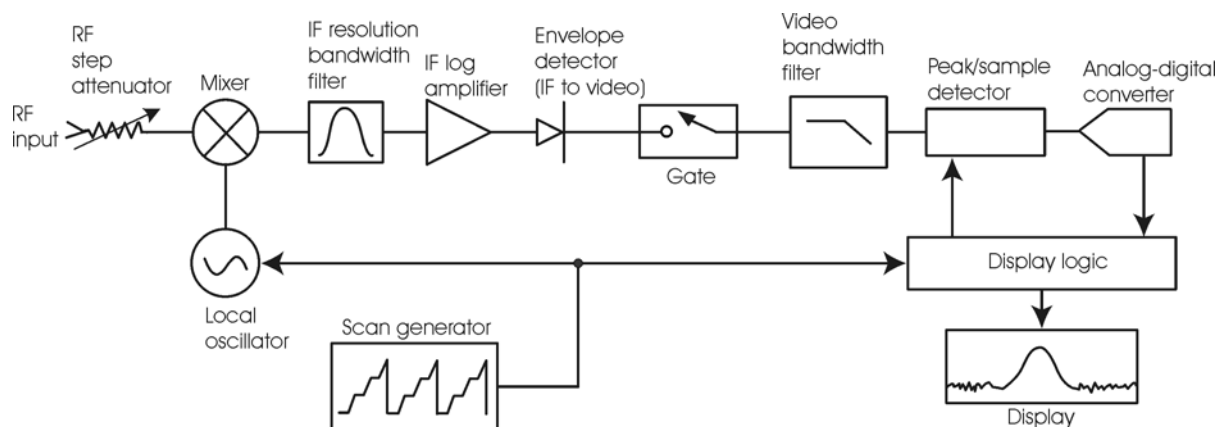 RF
step
attenuator
RF
input
Mixer
IF resolution
bandwidth
filter
IF log
amplifier
Envelope
detector
(IF to video)
Gate
Video
bandwidth
filter
Peak/sample
detector
Analog-digital
converter
Local
oscillator
Scan generator
Display logic
Display